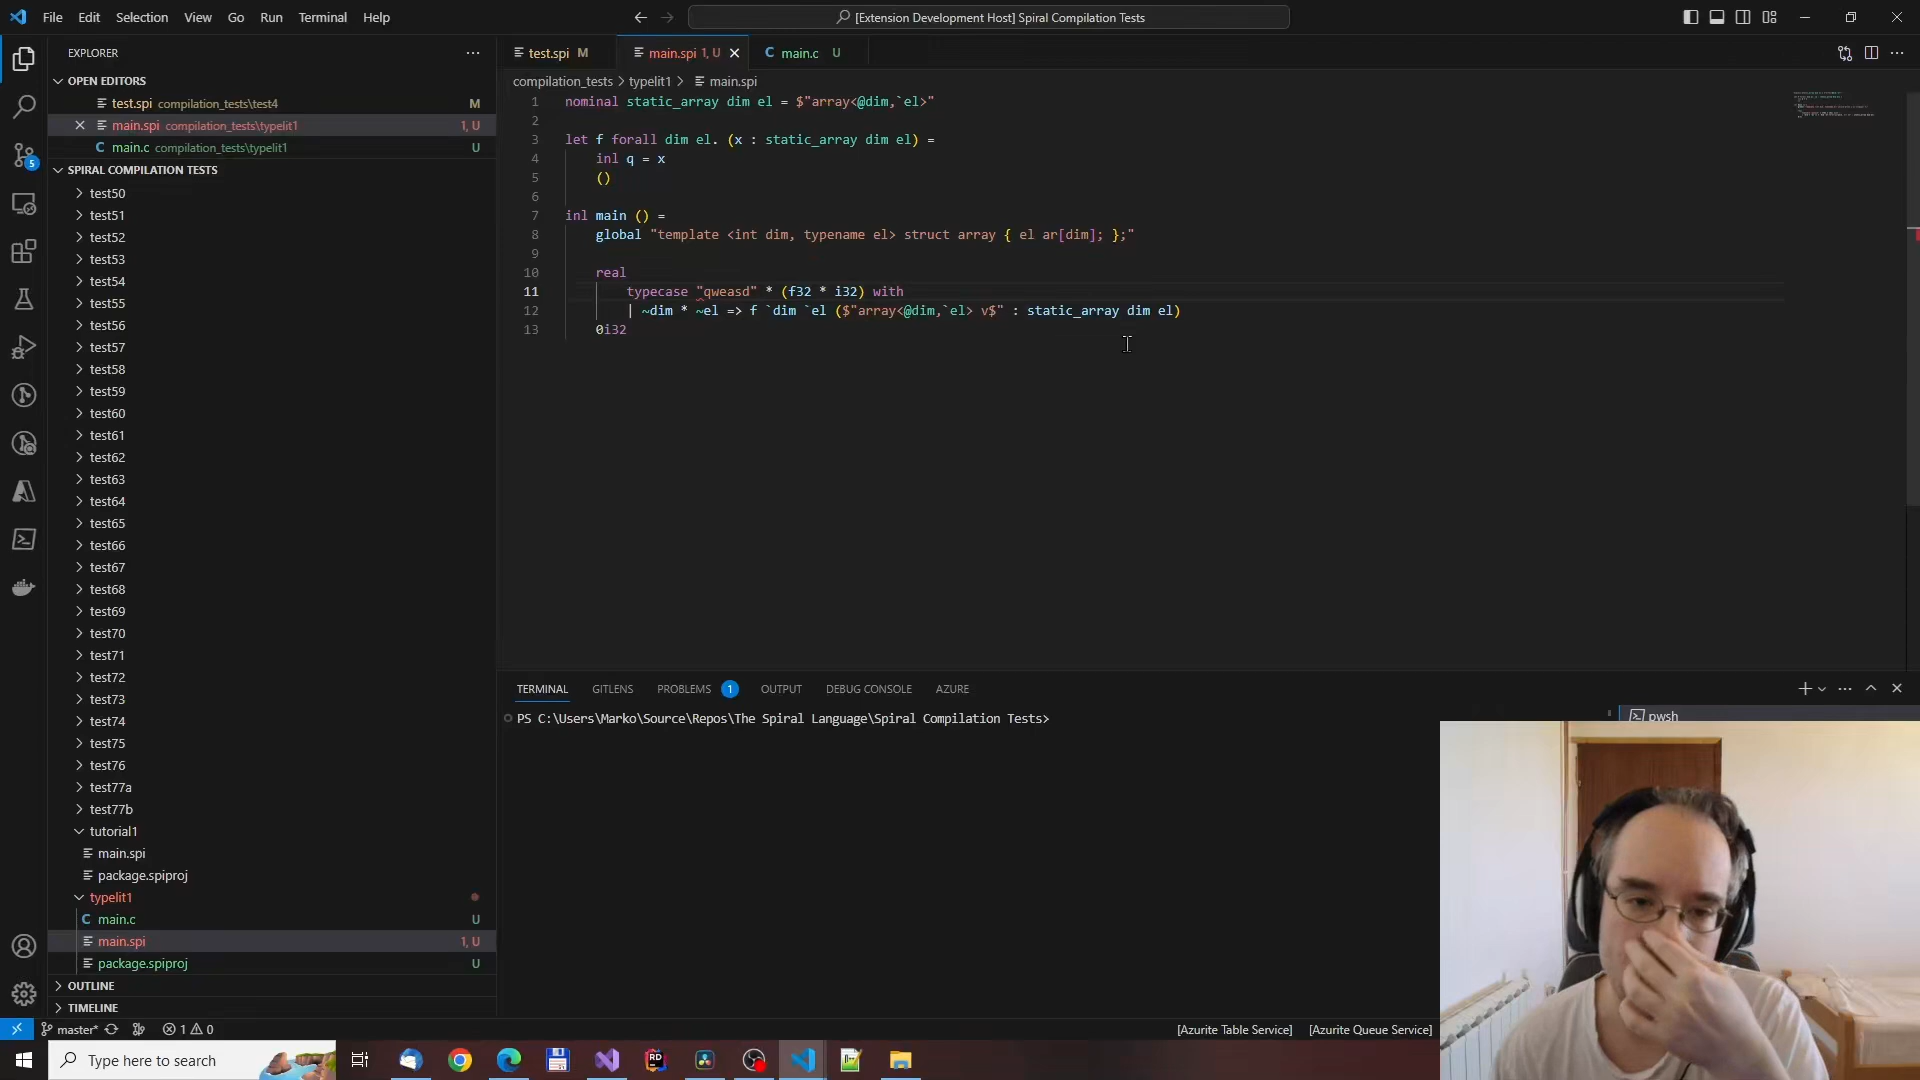 File Edit Selection View Go Run Terminal Help
[Extension Development Host] Spiral Compilation Tests
EXPLORER
OPEN EDITORS
test.spi compilation_tests\test4 M
main.spi compilation_tests\typelit1 1, U
main.c compilation_tests\typelit1 U
SPIRAL COMPILATION TESTS
test50
test51
test52
test53
test54
test55
test56
test57
test58
test59
test60
test61
test62
test63
test64
test65
test66
test67
test68
test69
test70
test71
test72
test73
test74
test75
test76
test77a
test77b
tutorial1
main.spi
package.spiproj
typelit1
main.c U
main.spi 1, U
package.spiproj U
OUTLINE
TIMELINE
5
test.spi M main.spi 1, U main.c U
compilation_tests > typelit1 > main.spi
1 nominal static_array dim el = $"array<@dim,`el>"
2
3 let f forall dim el. (x : static_array dim el) =
4 inl q = x
5 ()
6
7 inl main () =
8 global "template <int dim, typename el> struct array { el ar[dim]; };"
9
10 real
11 typecase "qweasd" * (f32 * i32) with
12 | ~dim * ~el => f `dim `el ($"array<@dim,`el> v$" : static_array dim el)
13 0i32
TERMINAL GITLENS PROBLEMS 1 OUTPUT DEBUG CONSOLE AZURE
PS C:\Users\Marko\Source\Repos\The Spiral Language\Spiral Compilation Tests>
pwsh
master* 1 0
[Azurite Table Service] [Azurite Queue Service]
Type here to search
RD